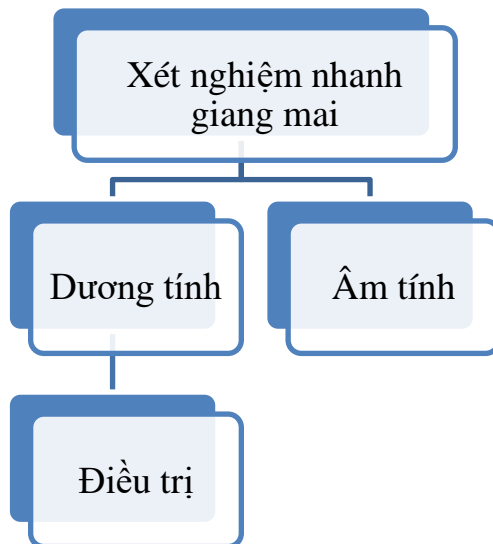 Xét nghiệm nhanh
giang mai
Dương tính
Âm tính
Điều trị